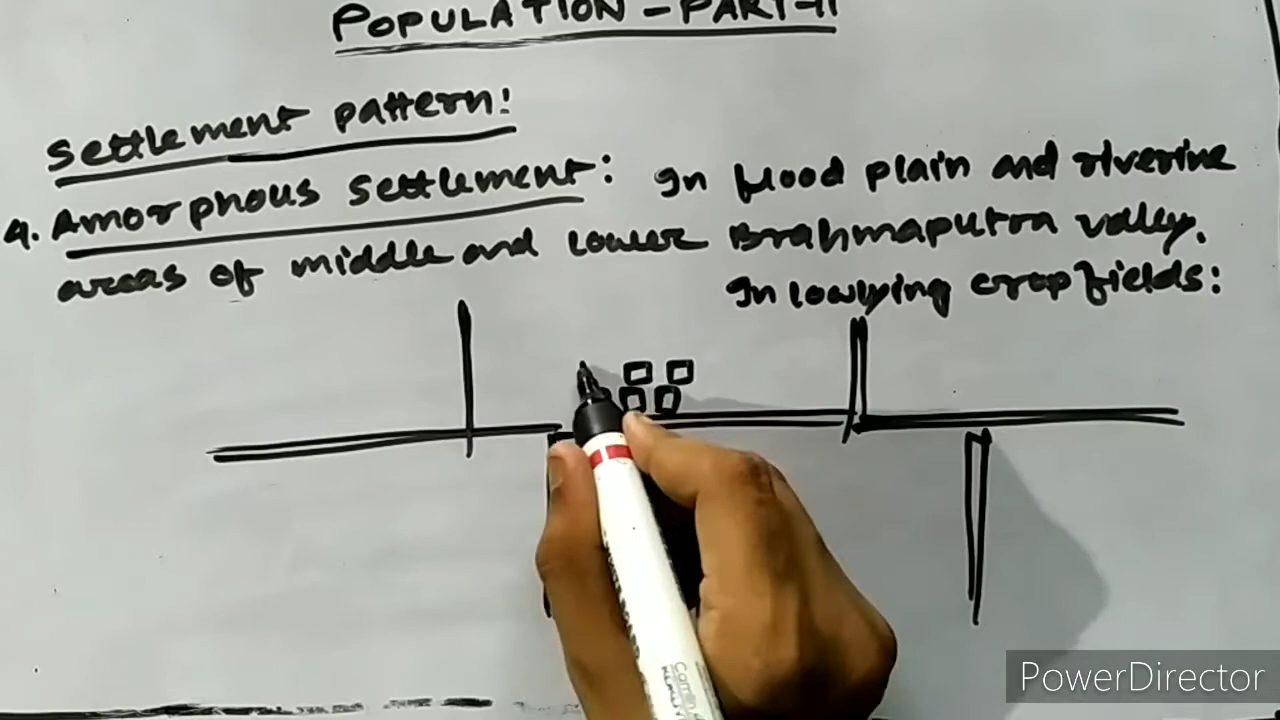 POPULATION - PART-II
Settlement pattern:
4. Amorphous settlement: In flood plain and riverine
areas of middle and lower Brahmaputra valley.
In lowlying crop fields:
PowerDirector